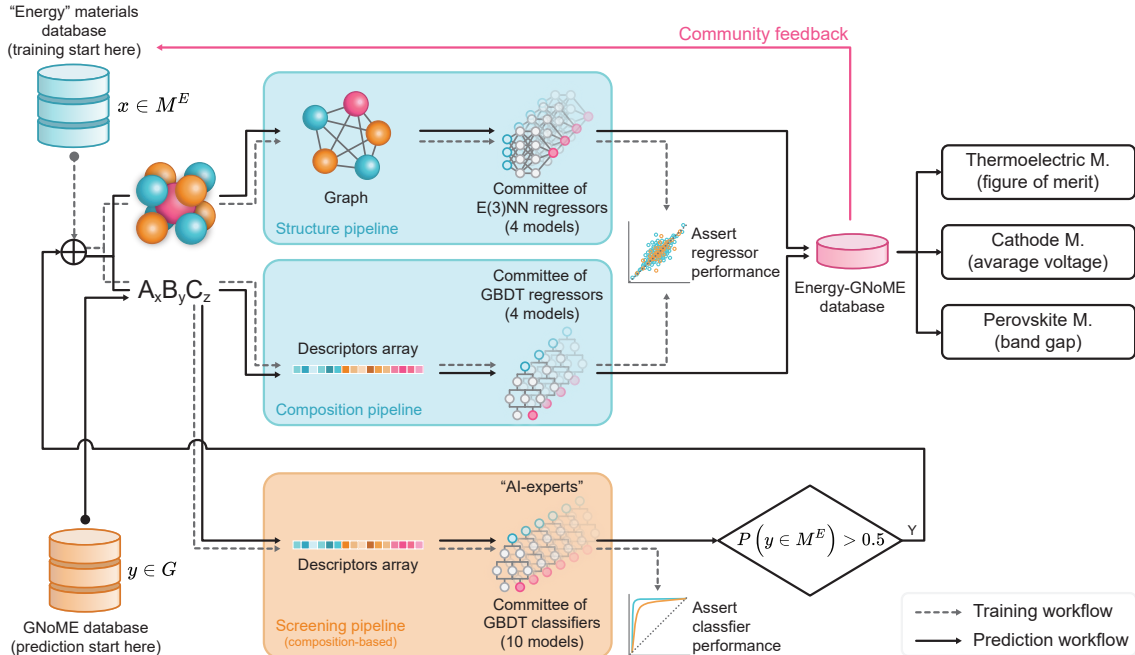 “Energy” materials
database
(training start here)
x ∈ M^E
Community feedback
Graph
Structure pipeline
Committee of
E(3)NN regressors
(4 models)
Assert
regressor
performance
A_xB_yC_z
Committee of
GBDT regressors
(4 models)
Descriptors array
Composition pipeline
Energy-GNoME
database
Thermoelectric M.
(figure of merit)
Cathode M.
(avarage voltage)
Perovskite M.
(band gap)
y ∈ G
GNoME database
(prediction start here)
“AI-experts”
Descriptors array
Committee of
GBDT classifiers
(10 models)
Screening pipeline
(composition-based)
Assert
classfier
performance
P (y ∈ M^E) > 0.5
Y
Training workflow
Prediction workflow